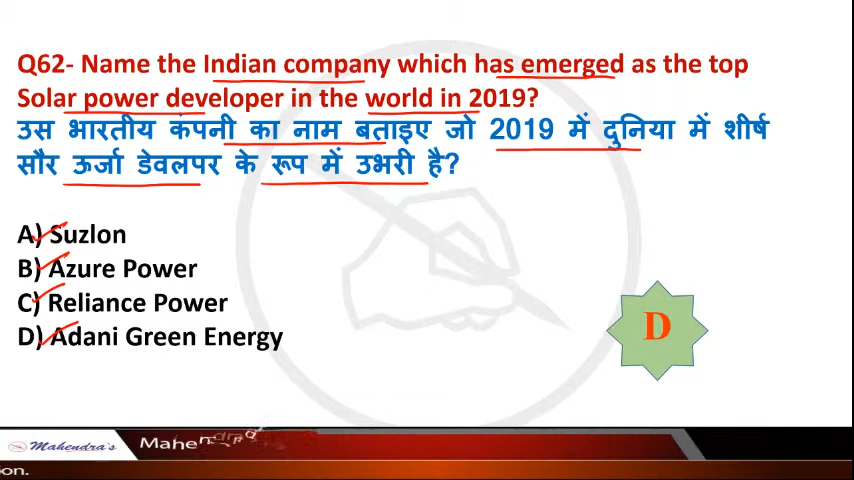 Q62- Name the Indian company which has emerged as the top
Solar power developer in the world in 2019?
उस भारतीय कंपनी का नाम बताइए जो 2019 में दुनिया में शीर्ष
सौर ऊर्जा डेवलपर के रूप में उभरी है?
A) Suzlon
B) Azure Power
C) Reliance Power
D) Adani Green Energy
D
Mahendra's
on.